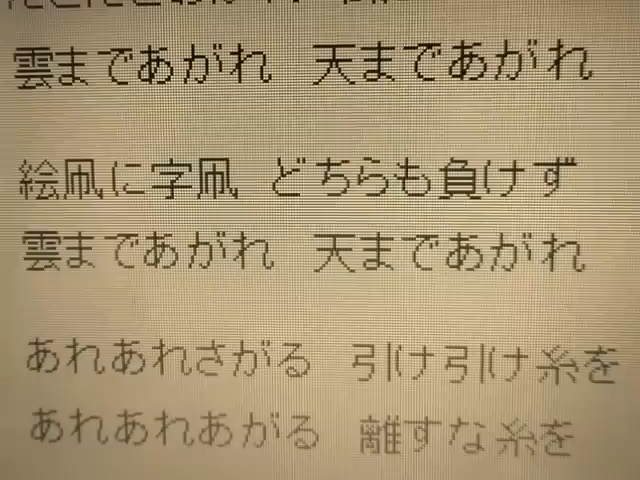 雲まであがれ　天まであがれ
絵凧に字凧　どちらも負けず
雲まであがれ　天まであがれ
あれあれさがる　引け引け糸を
あれあれあがる　離すな糸を